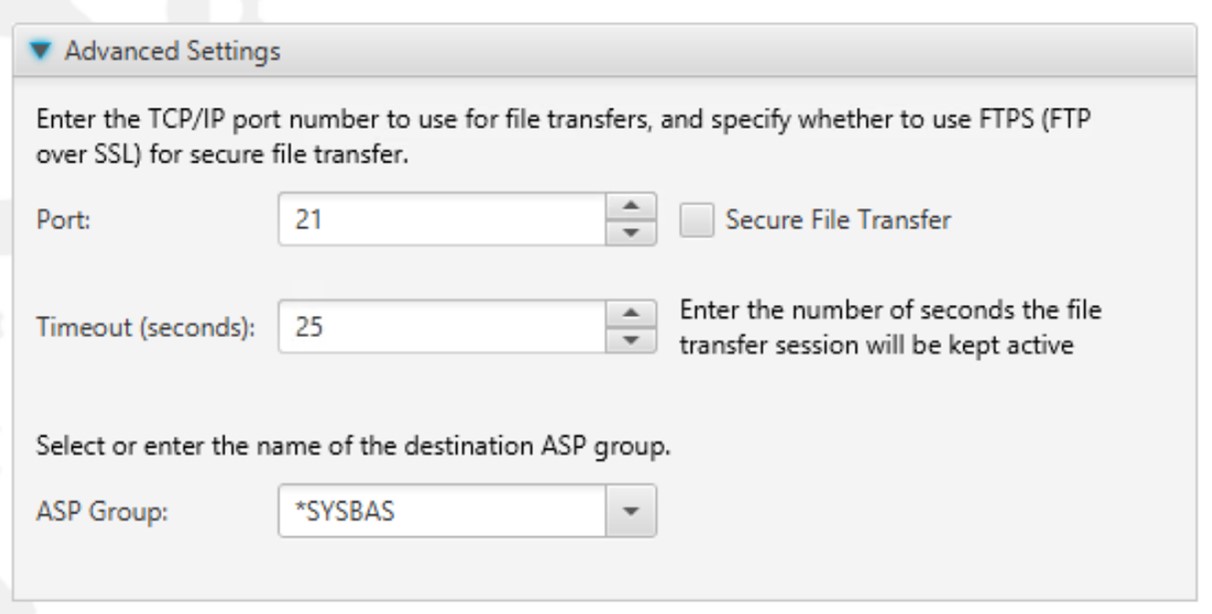 Advanced Settings
Enter the TCP/IP port number to use for file transfers, and specify whether to use FTPS (FTP
over SSL) for secure file transfer.
Port: 21 Secure File Transfer
Timeout (seconds): 25 Enter the number of seconds the file
transfer session will be kept active
Select or enter the name of the destination ASP group.
ASP Group: *SYSBAS